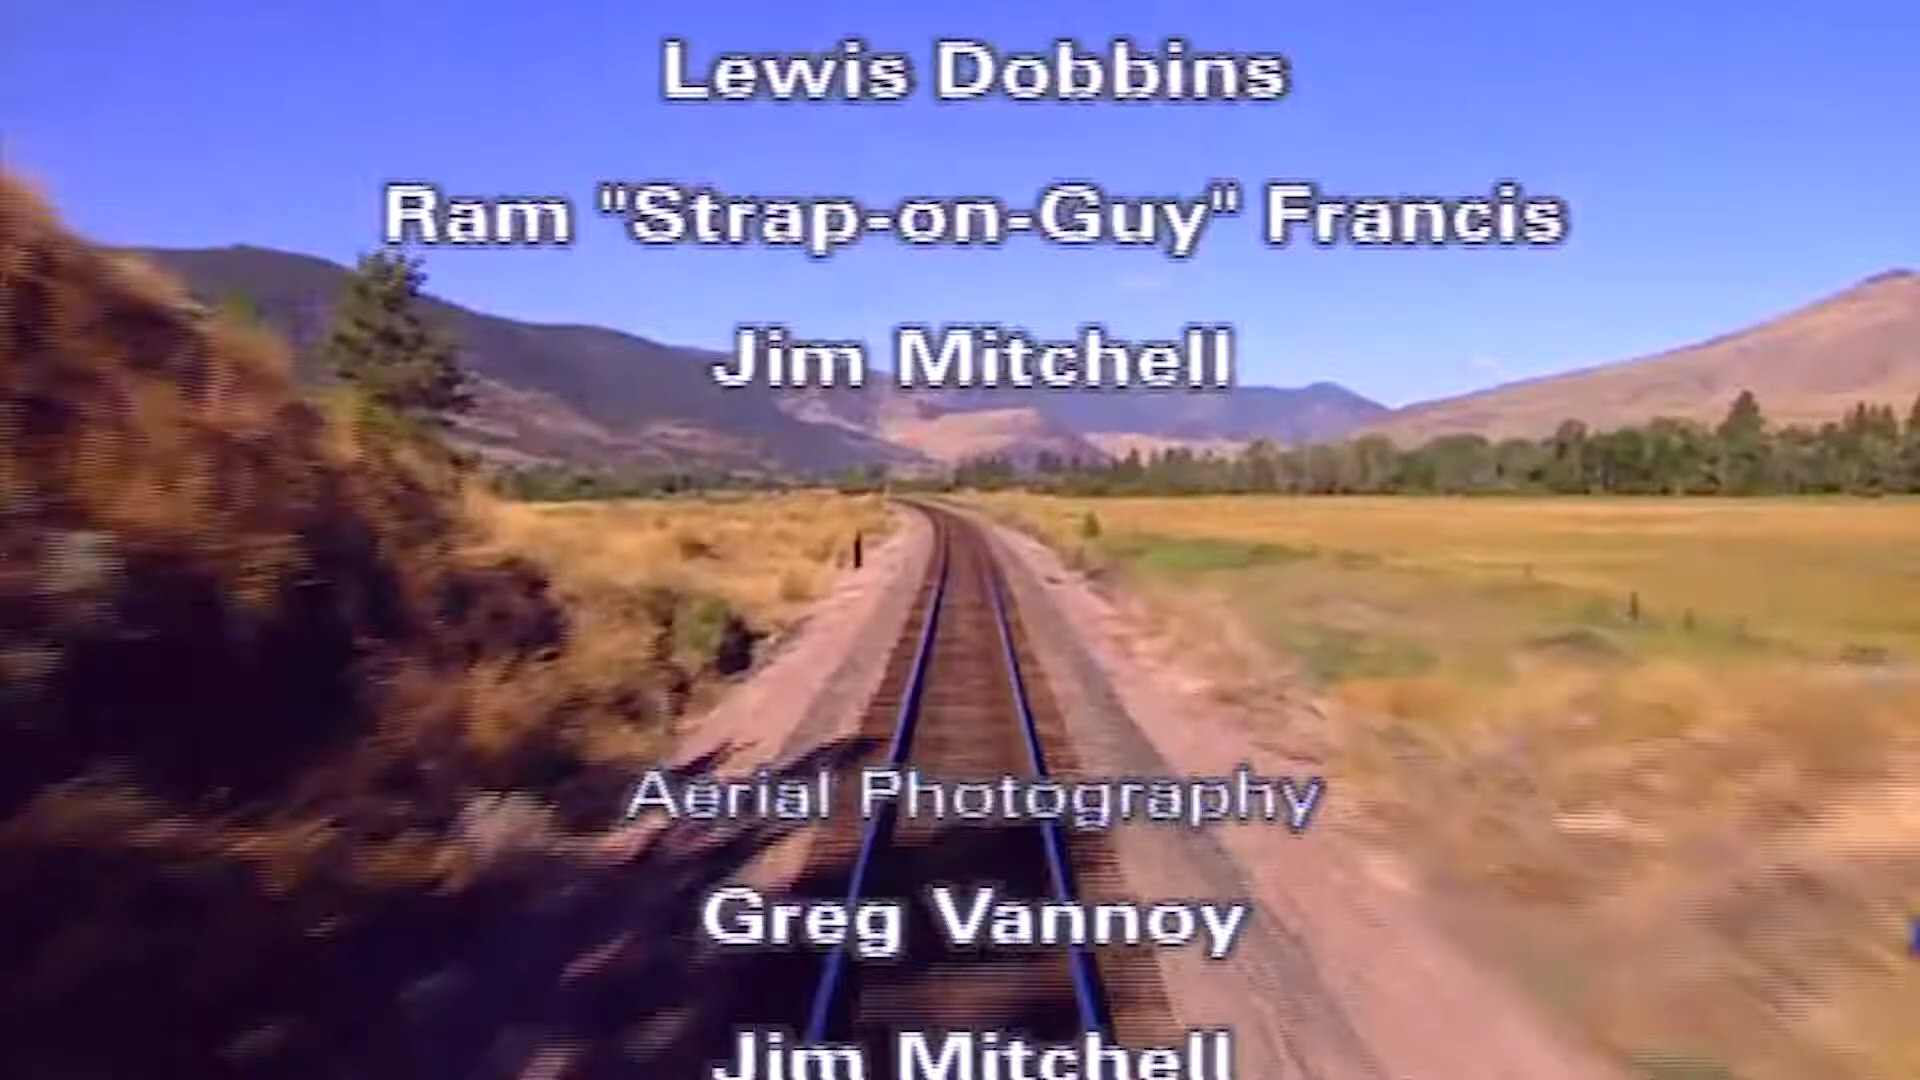 Lewis Dobbins
Ram "Strap-on-Guy" Francis
Jim Mitchell
Aerial Photography
Greg Vannoy
Jim Mitchell